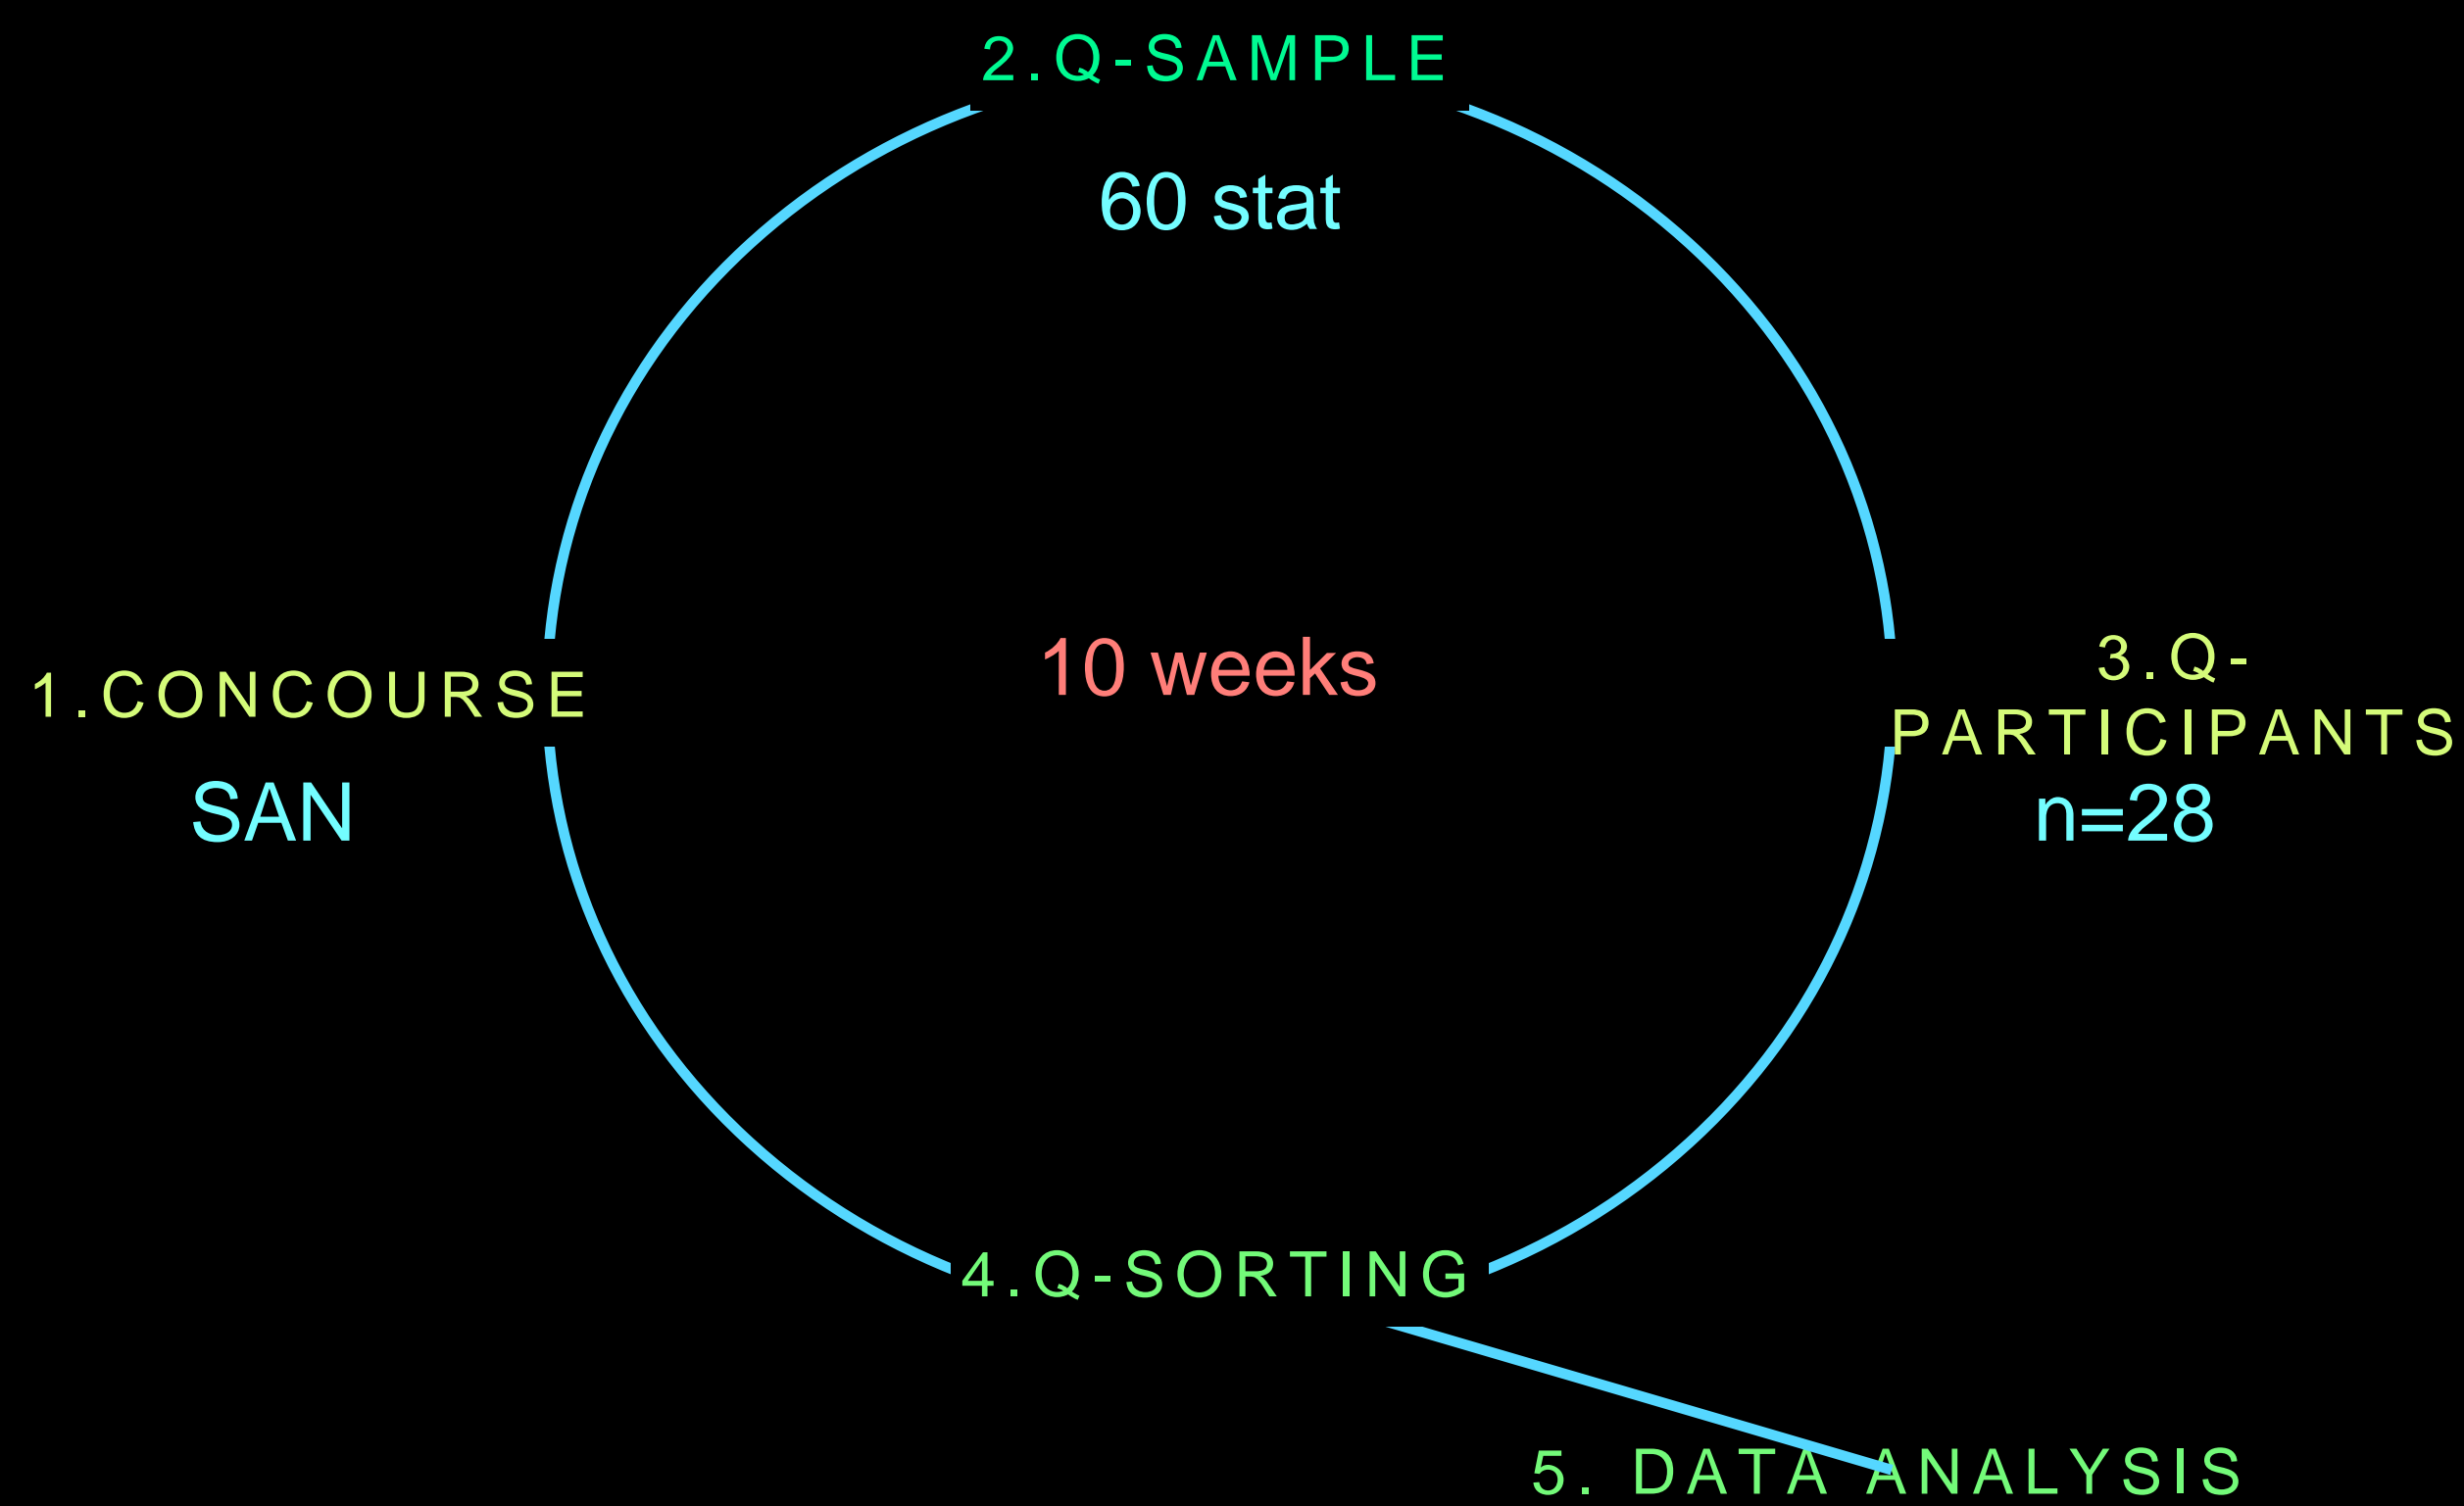 2.Q-SAMPLE
60 stat
10 weeks
1.CONCOURSE
SAN
3.Q-
PARTICIPANTS
n=28
4.Q-SORTING
5. DATA ANALYSIS